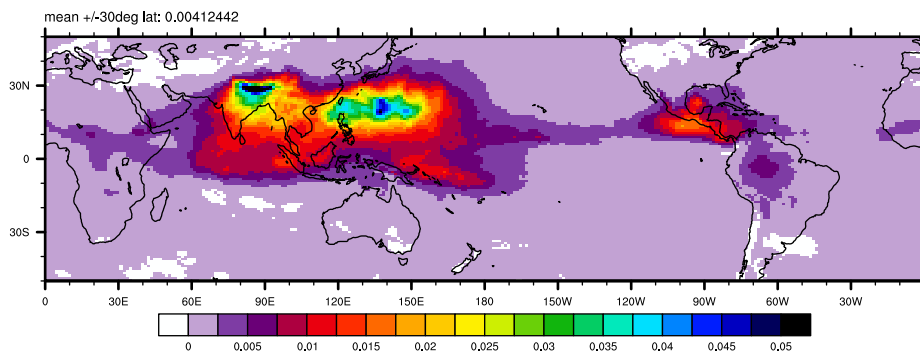 mean +/-30deg lat: 0.00412442
30N
0
30S
0 30E 60E 90E 120E 150E 180 150W 120W 90W 60W 30W
0 0.005 0.01 0.015 0.02 0.025 0.03 0.035 0.04 0.045 0.05